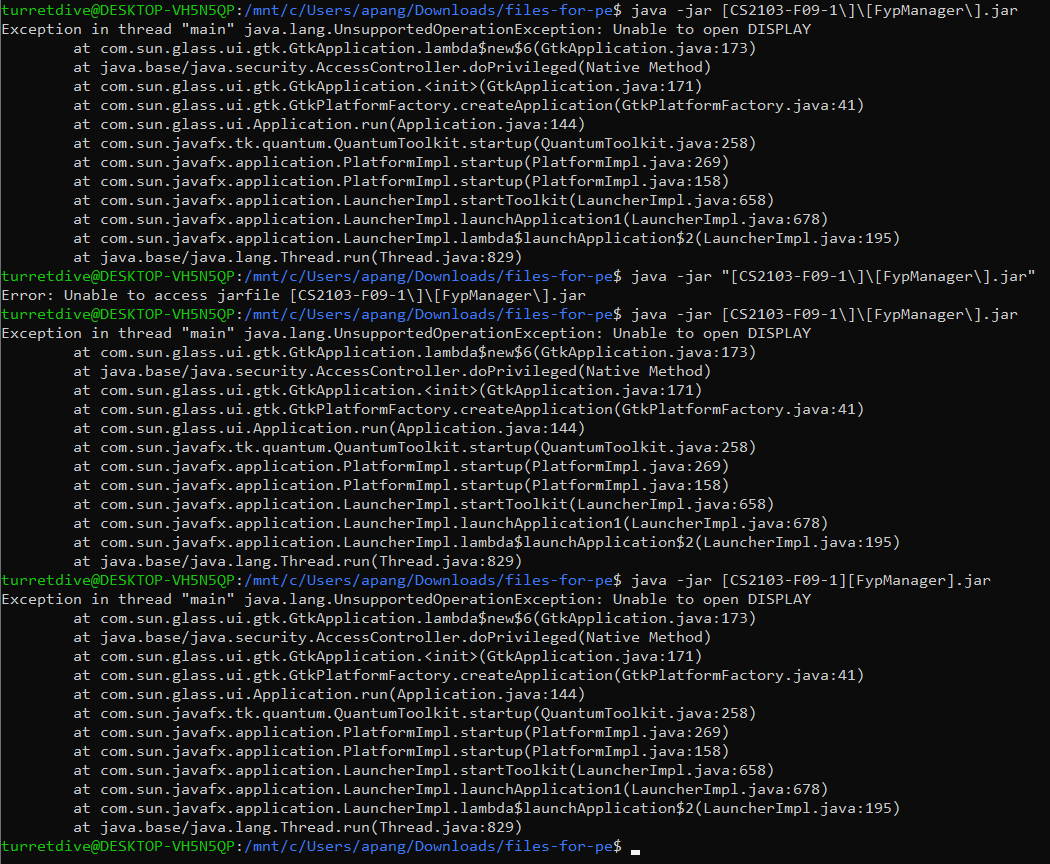 turretdive@DESKTOP-VH5N5QP:/mnt/c/Users/apang/Downloads/files-for-pe$ java -jar [CS2103-F09-1\]\[FypManager\].jar
Exception in thread "main" java.lang.UnsupportedOperationException: Unable to open DISPLAY
        at com.sun.glass.ui.gtk.GtkApplication.lambda$new$6(GtkApplication.java:173)
        at java.base/java.security.AccessController.doPrivileged(Native Method)
        at com.sun.glass.ui.gtk.GtkApplication.<init>(GtkApplication.java:171)
        at com.sun.glass.ui.gtk.GtkPlatformFactory.createApplication(GtkPlatformFactory.java:41)
        at com.sun.glass.ui.Application.run(Application.java:144)
        at com.sun.javafx.tk.quantum.QuantumToolkit.startup(QuantumToolkit.java:258)
        at com.sun.javafx.application.PlatformImpl.startup(PlatformImpl.java:269)
        at com.sun.javafx.application.PlatformImpl.startup(PlatformImpl.java:158)
        at com.sun.javafx.application.LauncherImpl.startToolkit(LauncherImpl.java:658)
        at com.sun.javafx.application.LauncherImpl.launchApplication1(LauncherImpl.java:678)
        at com.sun.javafx.application.LauncherImpl.lambda$launchApplication$2(LauncherImpl.java:195)
        at java.base/java.lang.Thread.run(Thread.java:829)
turretdive@DESKTOP-VH5N5QP:/mnt/c/Users/apang/Downloads/files-for-pe$ java -jar "[CS2103-F09-1\]\[FypManager\].jar"
Error: Unable to access jarfile [CS2103-F09-1\]\[FypManager\].jar
turretdive@DESKTOP-VH5N5QP:/mnt/c/Users/apang/Downloads/files-for-pe$ java -jar [CS2103-F09-1\]\[FypManager\].jar
Exception in thread "main" java.lang.UnsupportedOperationException: Unable to open DISPLAY
        at com.sun.glass.ui.gtk.GtkApplication.lambda$new$6(GtkApplication.java:173)
        at java.base/java.security.AccessController.doPrivileged(Native Method)
        at com.sun.glass.ui.gtk.GtkApplication.<init>(GtkApplication.java:171)
        at com.sun.glass.ui.gtk.GtkPlatformFactory.createApplication(GtkPlatformFactory.java:41)
        at com.sun.glass.ui.Application.run(Application.java:144)
        at com.sun.javafx.tk.quantum.QuantumToolkit.startup(QuantumToolkit.java:258)
        at com.sun.javafx.application.PlatformImpl.startup(PlatformImpl.java:269)
        at com.sun.javafx.application.PlatformImpl.startup(PlatformImpl.java:158)
        at com.sun.javafx.application.LauncherImpl.startToolkit(LauncherImpl.java:658)
        at com.sun.javafx.application.LauncherImpl.launchApplication1(LauncherImpl.java:678)
        at com.sun.javafx.application.LauncherImpl.lambda$launchApplication$2(LauncherImpl.java:195)
        at java.base/java.lang.Thread.run(Thread.java:829)
turretdive@DESKTOP-VH5N5QP:/mnt/c/Users/apang/Downloads/files-for-pe$ java -jar [CS2103-F09-1][FypManager].jar
Exception in thread "main" java.lang.UnsupportedOperationException: Unable to open DISPLAY
        at com.sun.glass.ui.gtk.GtkApplication.lambda$new$6(GtkApplication.java:173)
        at java.base/java.security.AccessController.doPrivileged(Native Method)
        at com.sun.glass.ui.gtk.GtkApplication.<init>(GtkApplication.java:171)
        at com.sun.glass.ui.gtk.GtkPlatformFactory.createApplication(GtkPlatformFactory.java:41)
        at com.sun.glass.ui.Application.run(Application.java:144)
        at com.sun.javafx.tk.quantum.QuantumToolkit.startup(QuantumToolkit.java:258)
        at com.sun.javafx.application.PlatformImpl.startup(PlatformImpl.java:269)
        at com.sun.javafx.application.PlatformImpl.startup(PlatformImpl.java:158)
        at com.sun.javafx.application.LauncherImpl.startToolkit(LauncherImpl.java:658)
        at com.sun.javafx.application.LauncherImpl.launchApplication1(LauncherImpl.java:678)
        at com.sun.javafx.application.LauncherImpl.lambda$launchApplication$2(LauncherImpl.java:195)
        at java.base/java.lang.Thread.run(Thread.java:829)
turretdive@DESKTOP-VH5N5QP:/mnt/c/Users/apang/Downloads/files-for-pe$